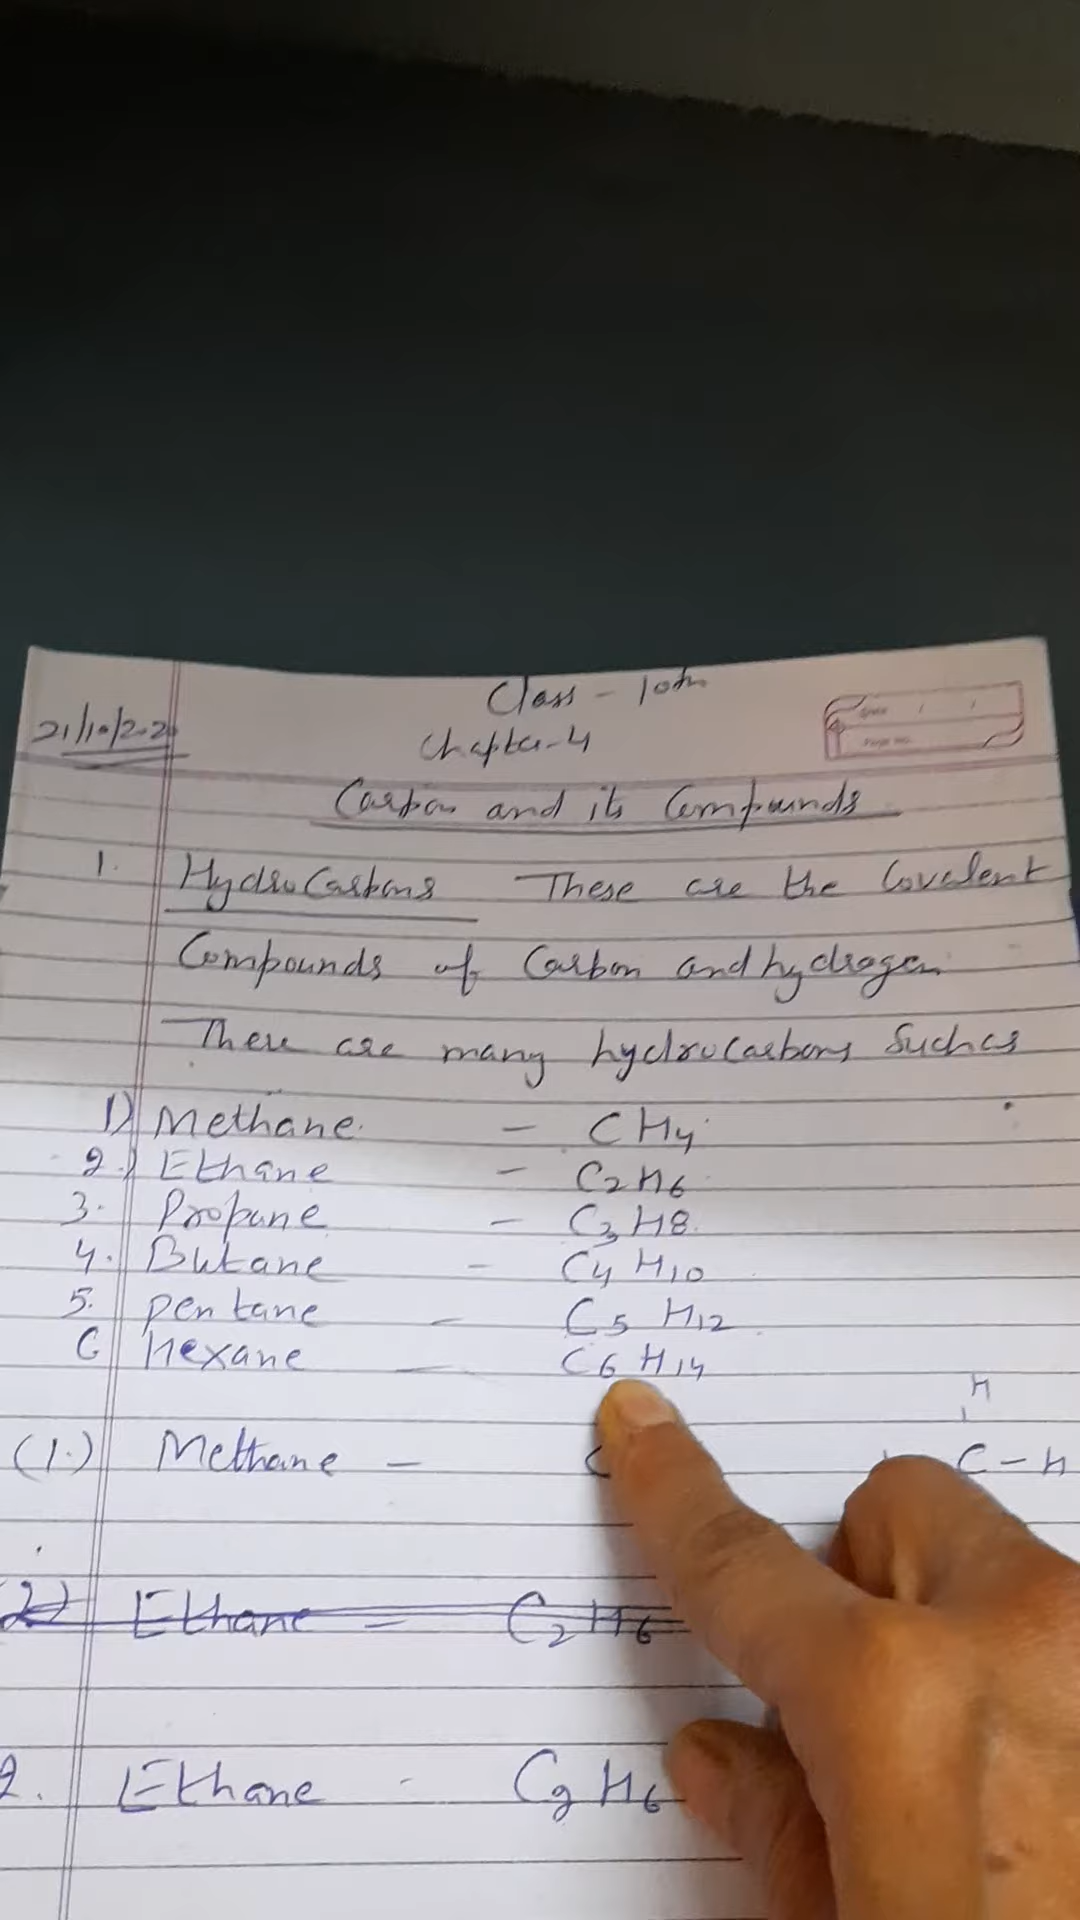 Class - 10th
21/10/2020
Chapter-4
Carbon and its Compounds
1. HydroCarbons These are the Covalent
Compounds of Carbon and hydrogen
There are many hydrocarbons Such as
1) Methane - CH4
2.) Ethane - C2H6
3. Propane - C3H8
4. Butane - C4H10
5. Pentane - C5H12
6 hexane - C6H14
H
(1.) Methane - C C-H
(2) Ethane = C2H6
2. Ethane - C2H6